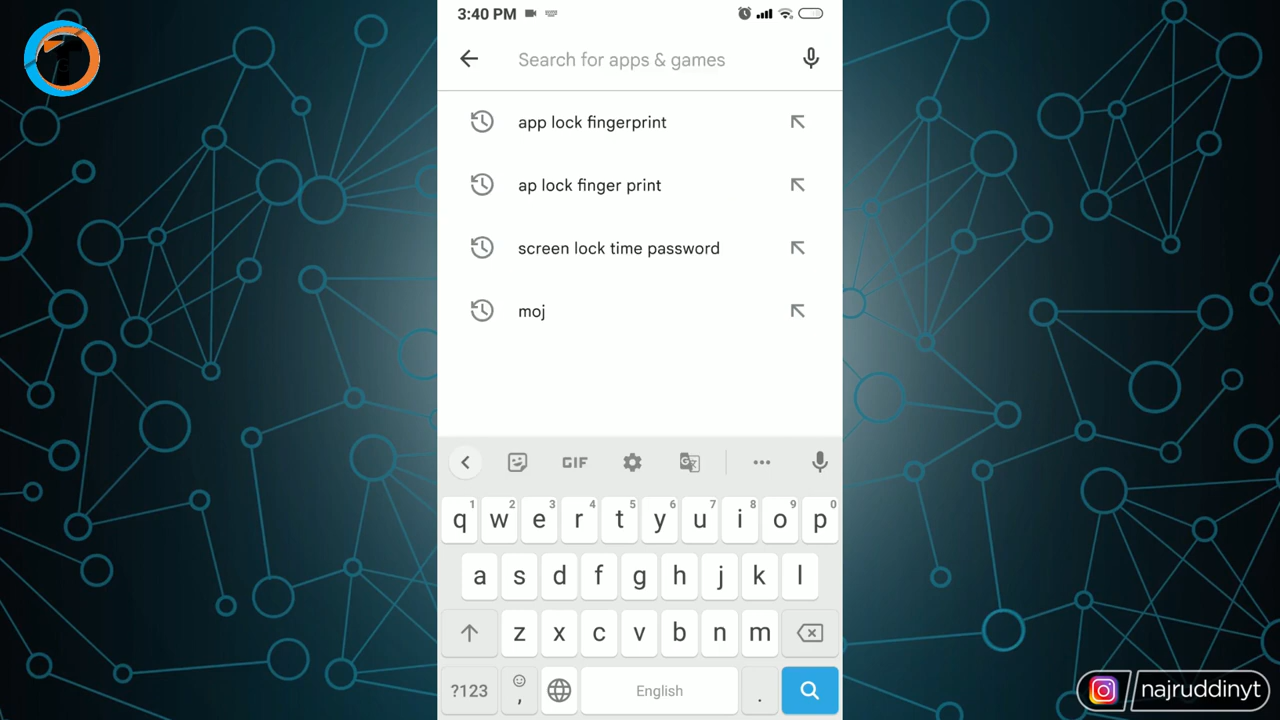 3:40 PM
Search for apps & games
app lock fingerprint
ap lock finger print
screen lock time password
moj
GIF
1 2 3 4 5 6 7 8 9 0
q w e r t y u i o p
a s d f g h j k l
z x c v b n m
?123 , English .
najruddinyt